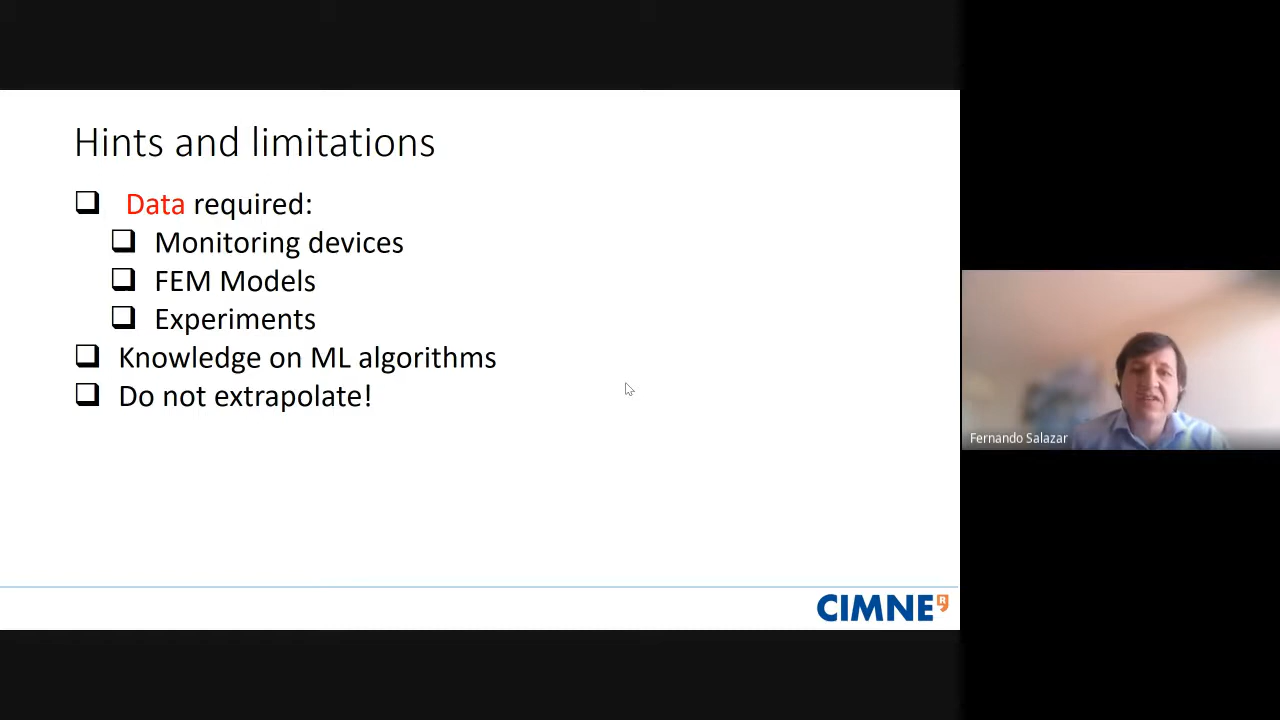 Hints and limitations
Data required:
Monitoring devices
FEM Models
Experiments
Knowledge on ML algorithms
Do not extrapolate!
CIMNE R
Fernando Salazar